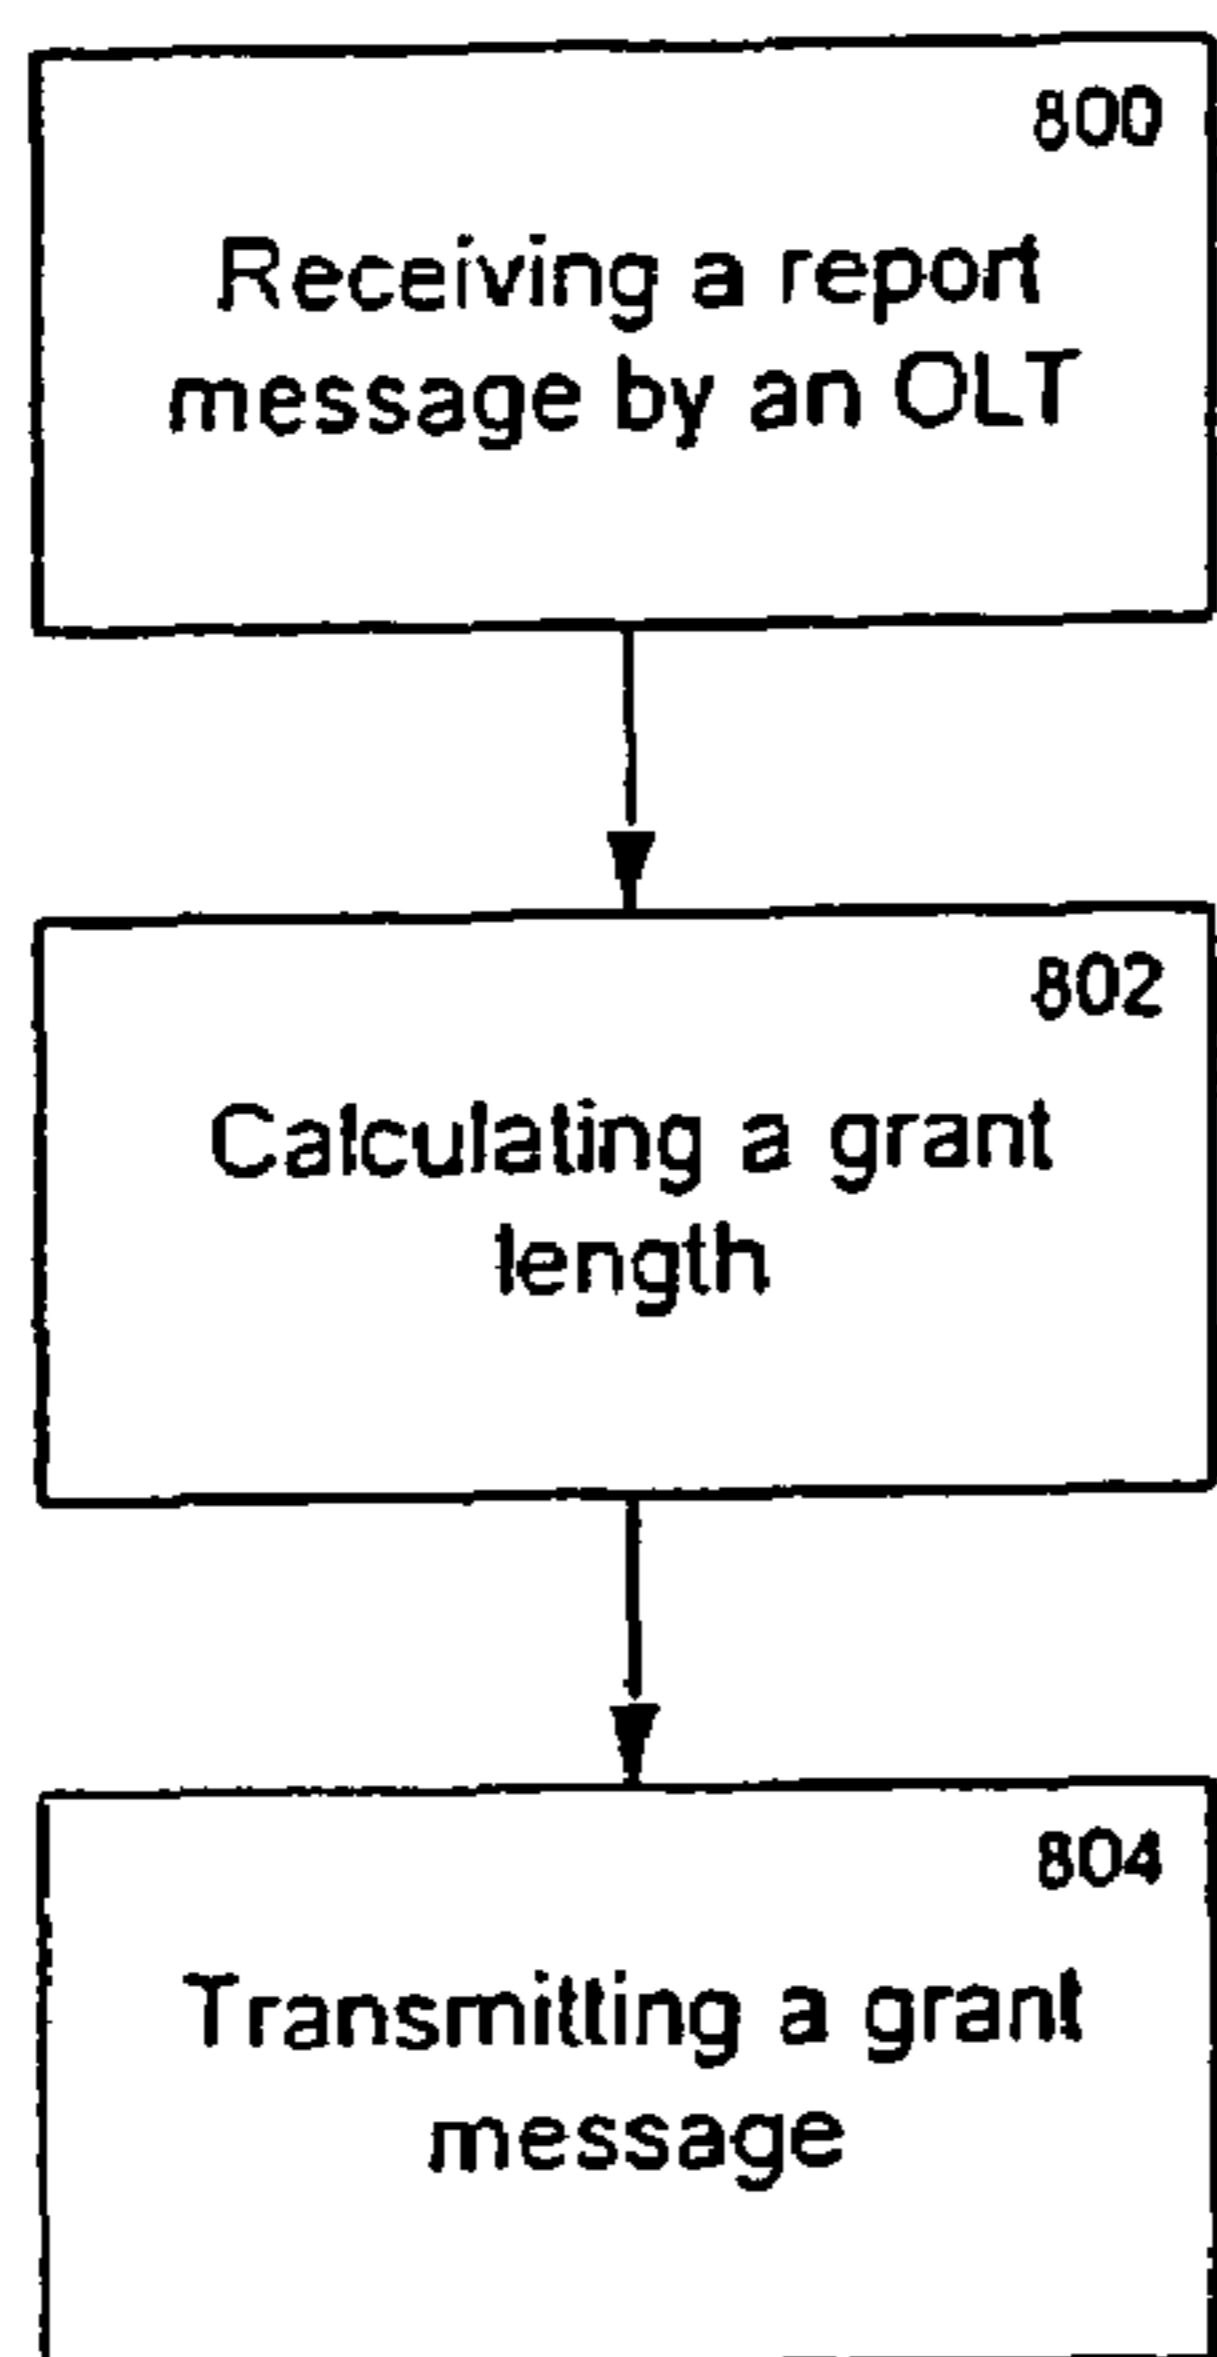 800
Receiving a report
message by an OLT
802
Calculating a grant
length
804
Transmitting a grant
message